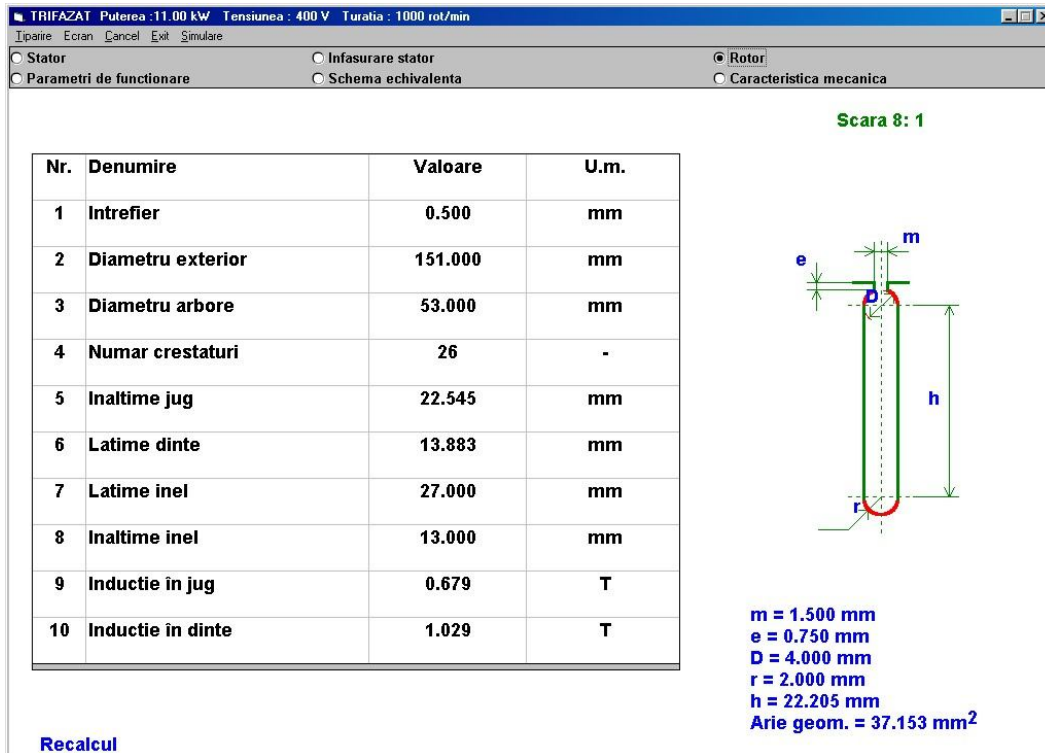 TRIFAZAT Puterea :11.00 kW Tensiunea : 400 V Turatia : 1000 rot/min
Tiparire Ecran Cancel Exit Simulare
Stator Infasurare stator Rotor
Parametri de functionare Schema echivalenta Caracteristica mecanica
Scara 8: 1
Nr. Denumire Valoare U.m.
1 Intrefier 0.500 mm
2 Diametru exterior 151.000 mm
3 Diametru arbore 53.000 mm
4 Numar crestaturi 26 -
5 Inaltime jug 22.545 mm
6 Latime dinte 13.883 mm
7 Latime inel 27.000 mm
8 Inaltime inel 13.000 mm
9 Inductie în jug 0.679 T
10 Inductie în dinte 1.029 T
m
e
D
h
r
m = 1.500 mm
e = 0.750 mm
D = 4.000 mm
r = 2.000 mm
h = 22.205 mm
Arie geom. = 37.153 mm2
Recalcul